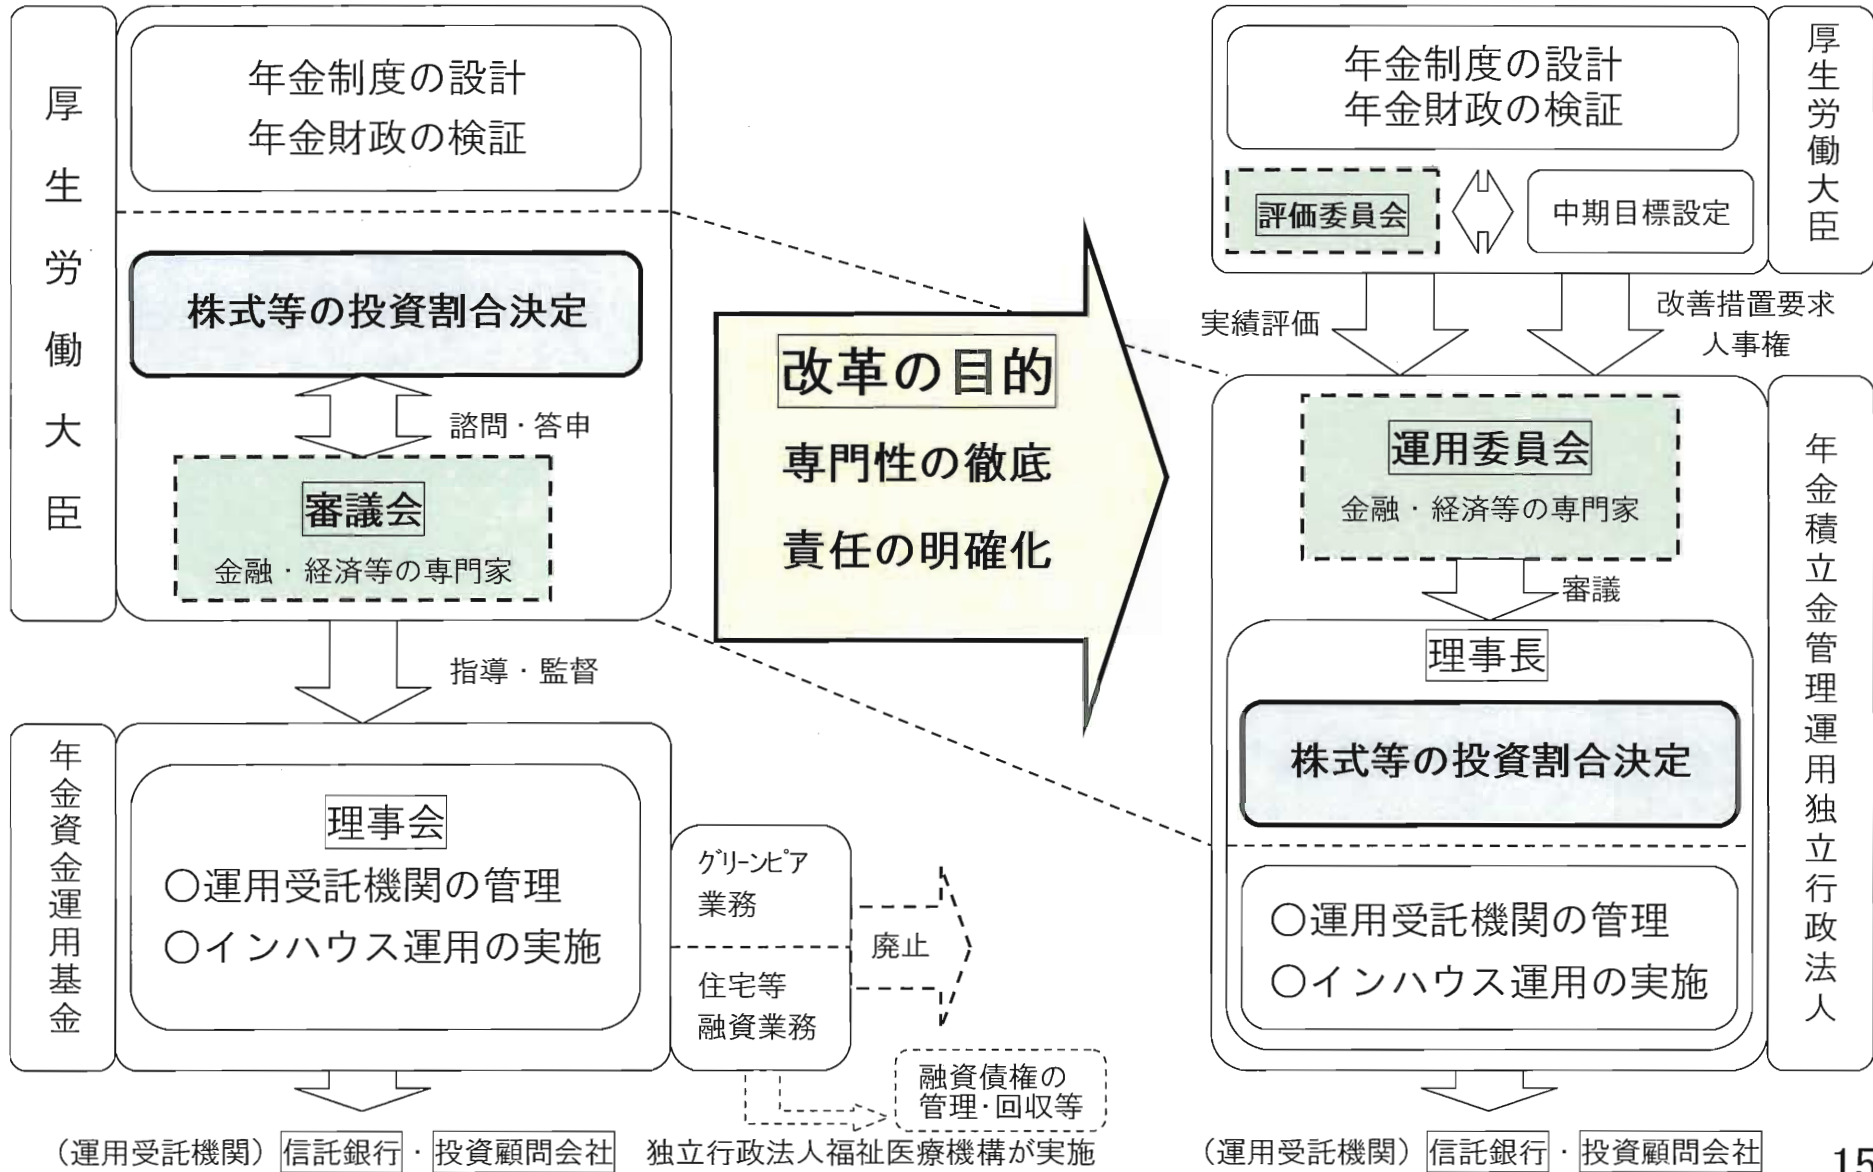 厚生労働大臣
年金制度の設計
年金財政の検証
株式等の投資割合決定
諮問・答申
審議会
金融・経済等の専門家
指導・監督
年金資金運用基金
理事会
○運用受託機関の管理
○インハウス運用の実施
グリーンピア
業務
住宅等
融資業務
廃止
融資債権の
管理・回収等
(運用受託機関) 信託銀行・投資顧問会社
独立行政法人福祉医療機構が実施
改革の目的
専門性の徹底
責任の明確化
厚生労働大臣
年金制度の設計
年金財政の検証
評価委員会
中期目標設定
実績評価
改善措置要求
人事権
年金積立金管理運用独立行政法人
運用委員会
金融・経済等の専門家
審議
理事長
株式等の投資割合決定
○運用受託機関の管理
○インハウス運用の実施
(運用受託機関) 信託銀行・投資顧問会社
15